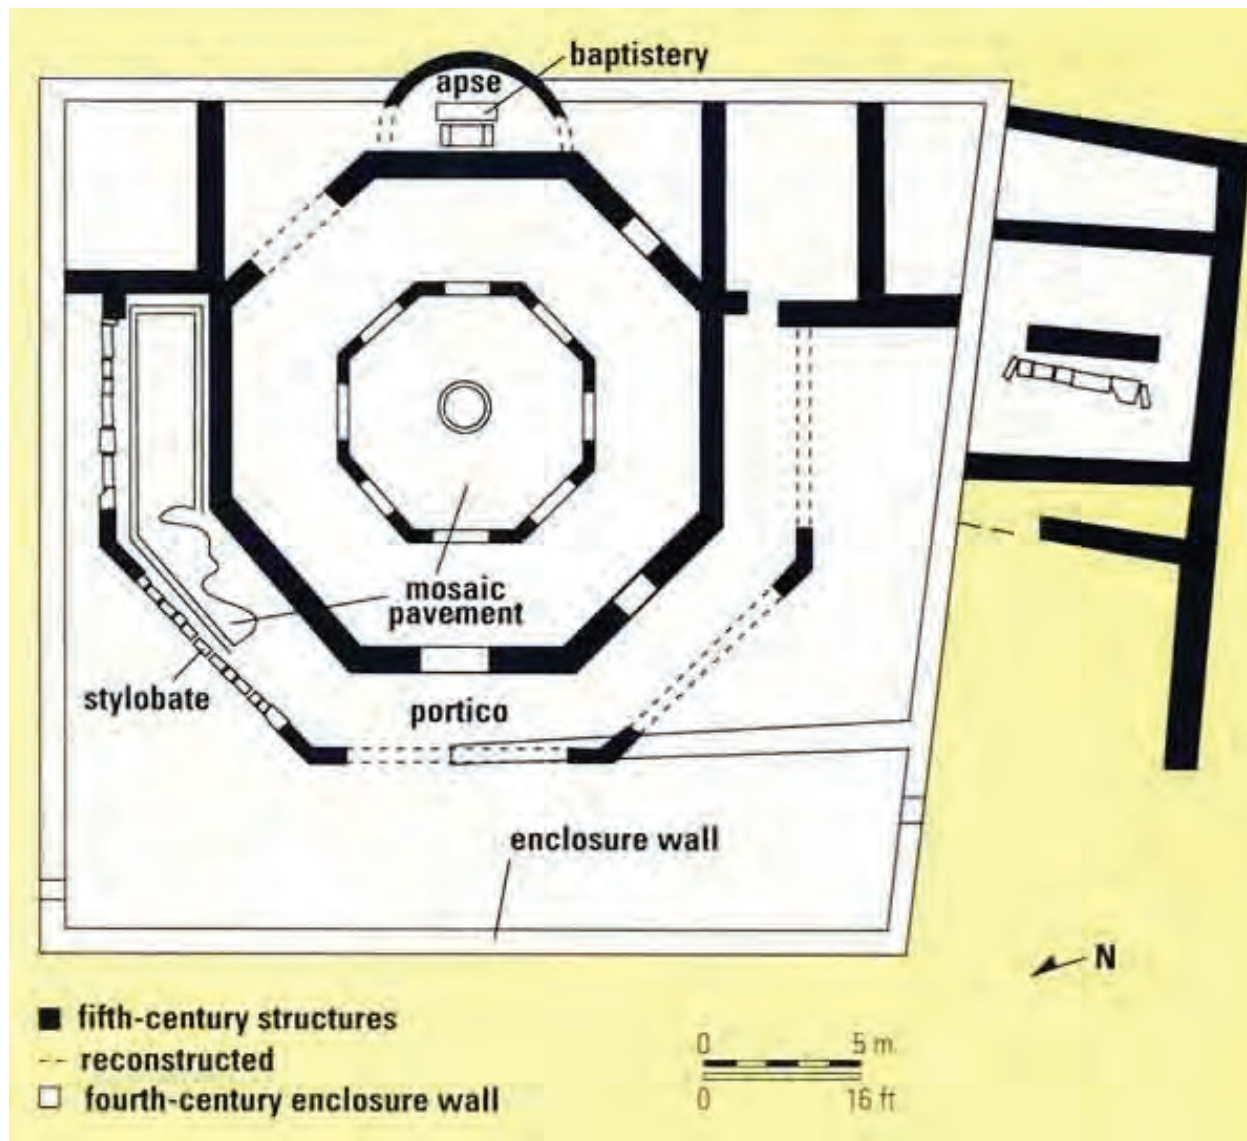 baptistery
apse
mosaic
pavement
stylobate
portico
enclosure wall
N
fifth-century structures
reconstructed
fourth-century enclosure wall
0 5 m.
0 16 ft.